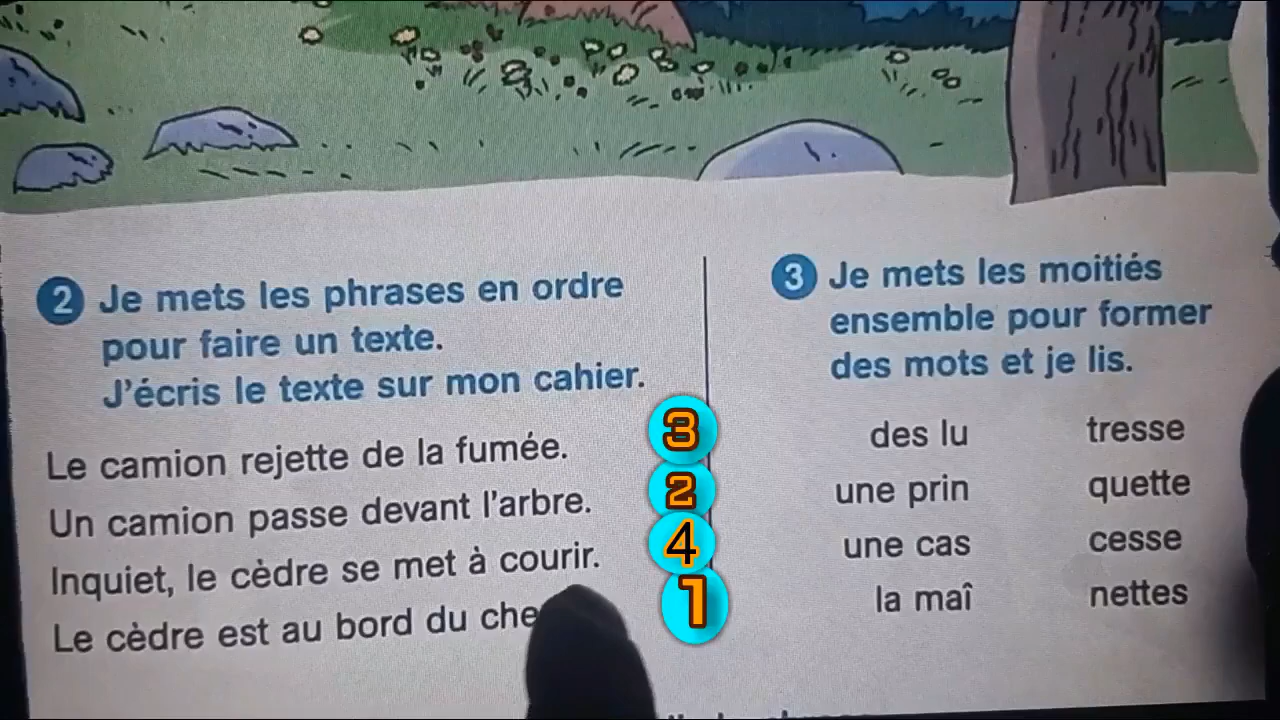 2 Je mets les phrases en ordre
pour faire un texte.
J'écris le texte sur mon cahier.
Le camion rejette de la fumée.
3
Un camion passe devant l'arbre.
2
Inquiet, le cèdre se met à courir.
4
Le cèdre est au bord du che
1
3 Je mets les moitiés
ensemble pour former
des mots et je lis.
des lu tresse
une prin quette
une cas cesse
la maî nettes